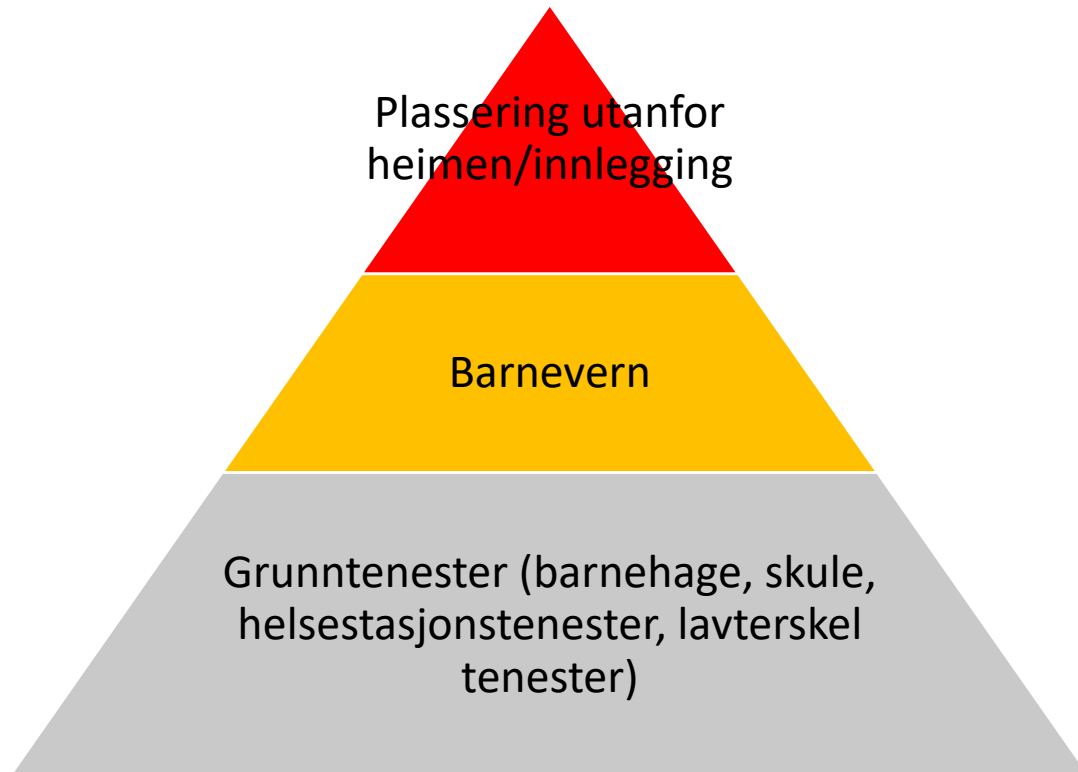 Plassering utanfor
heimen/innlegging
Barnevern
Grunntenester (barnehage, skule,
helsestasjonstenester, lavterskel
tenester)